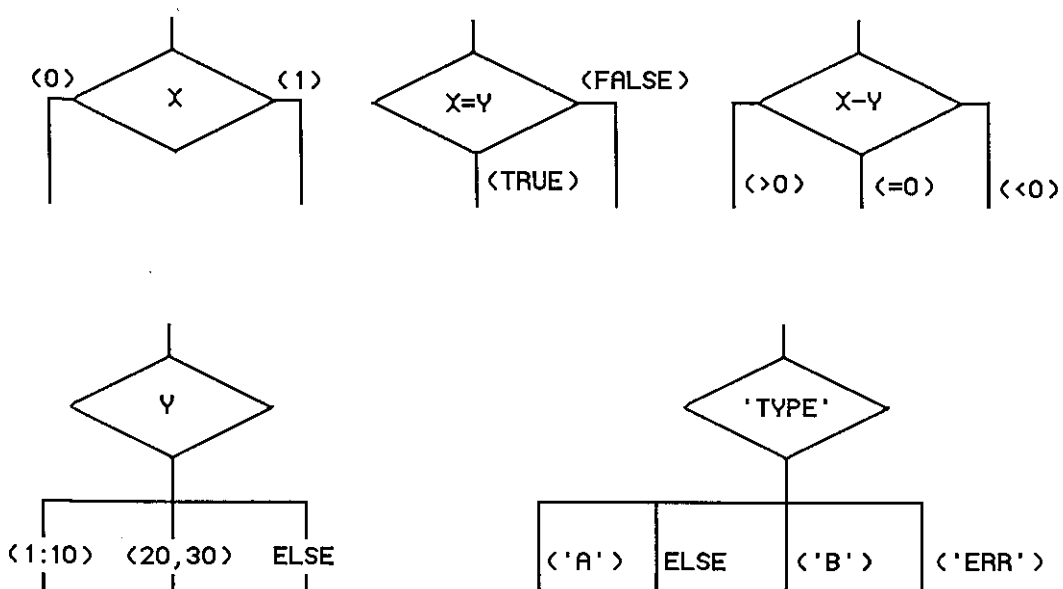 (0) X (1)
X=Y (FALSE)
(TRUE)
X-Y
(>0) (=0) (<0)
Y
(1:10) (20,30) ELSE
'TYPE'
('A') ELSE ('B') ('ERR')